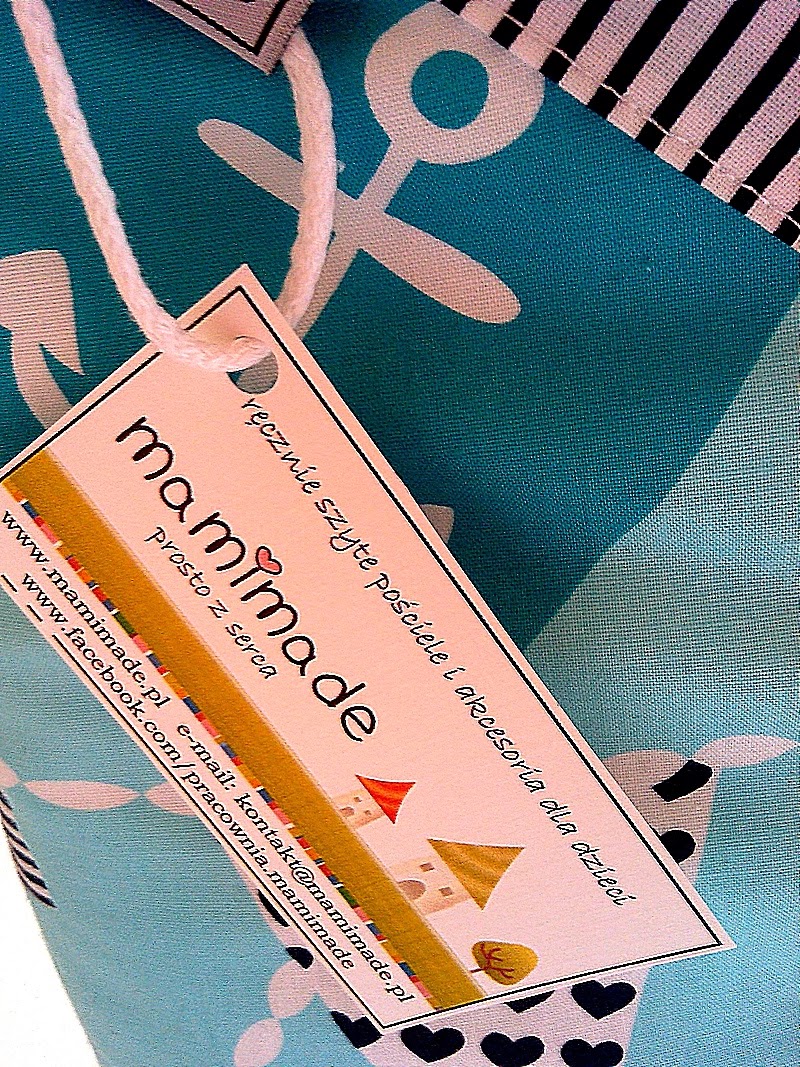 ręcznie szyte pościele i akcesoria dla dzieci
mamimade
prosto z serca
www.mamimade.pl e-mail: kontakt@mamimade.pl
www.facebook.com/pracownia.mamimade